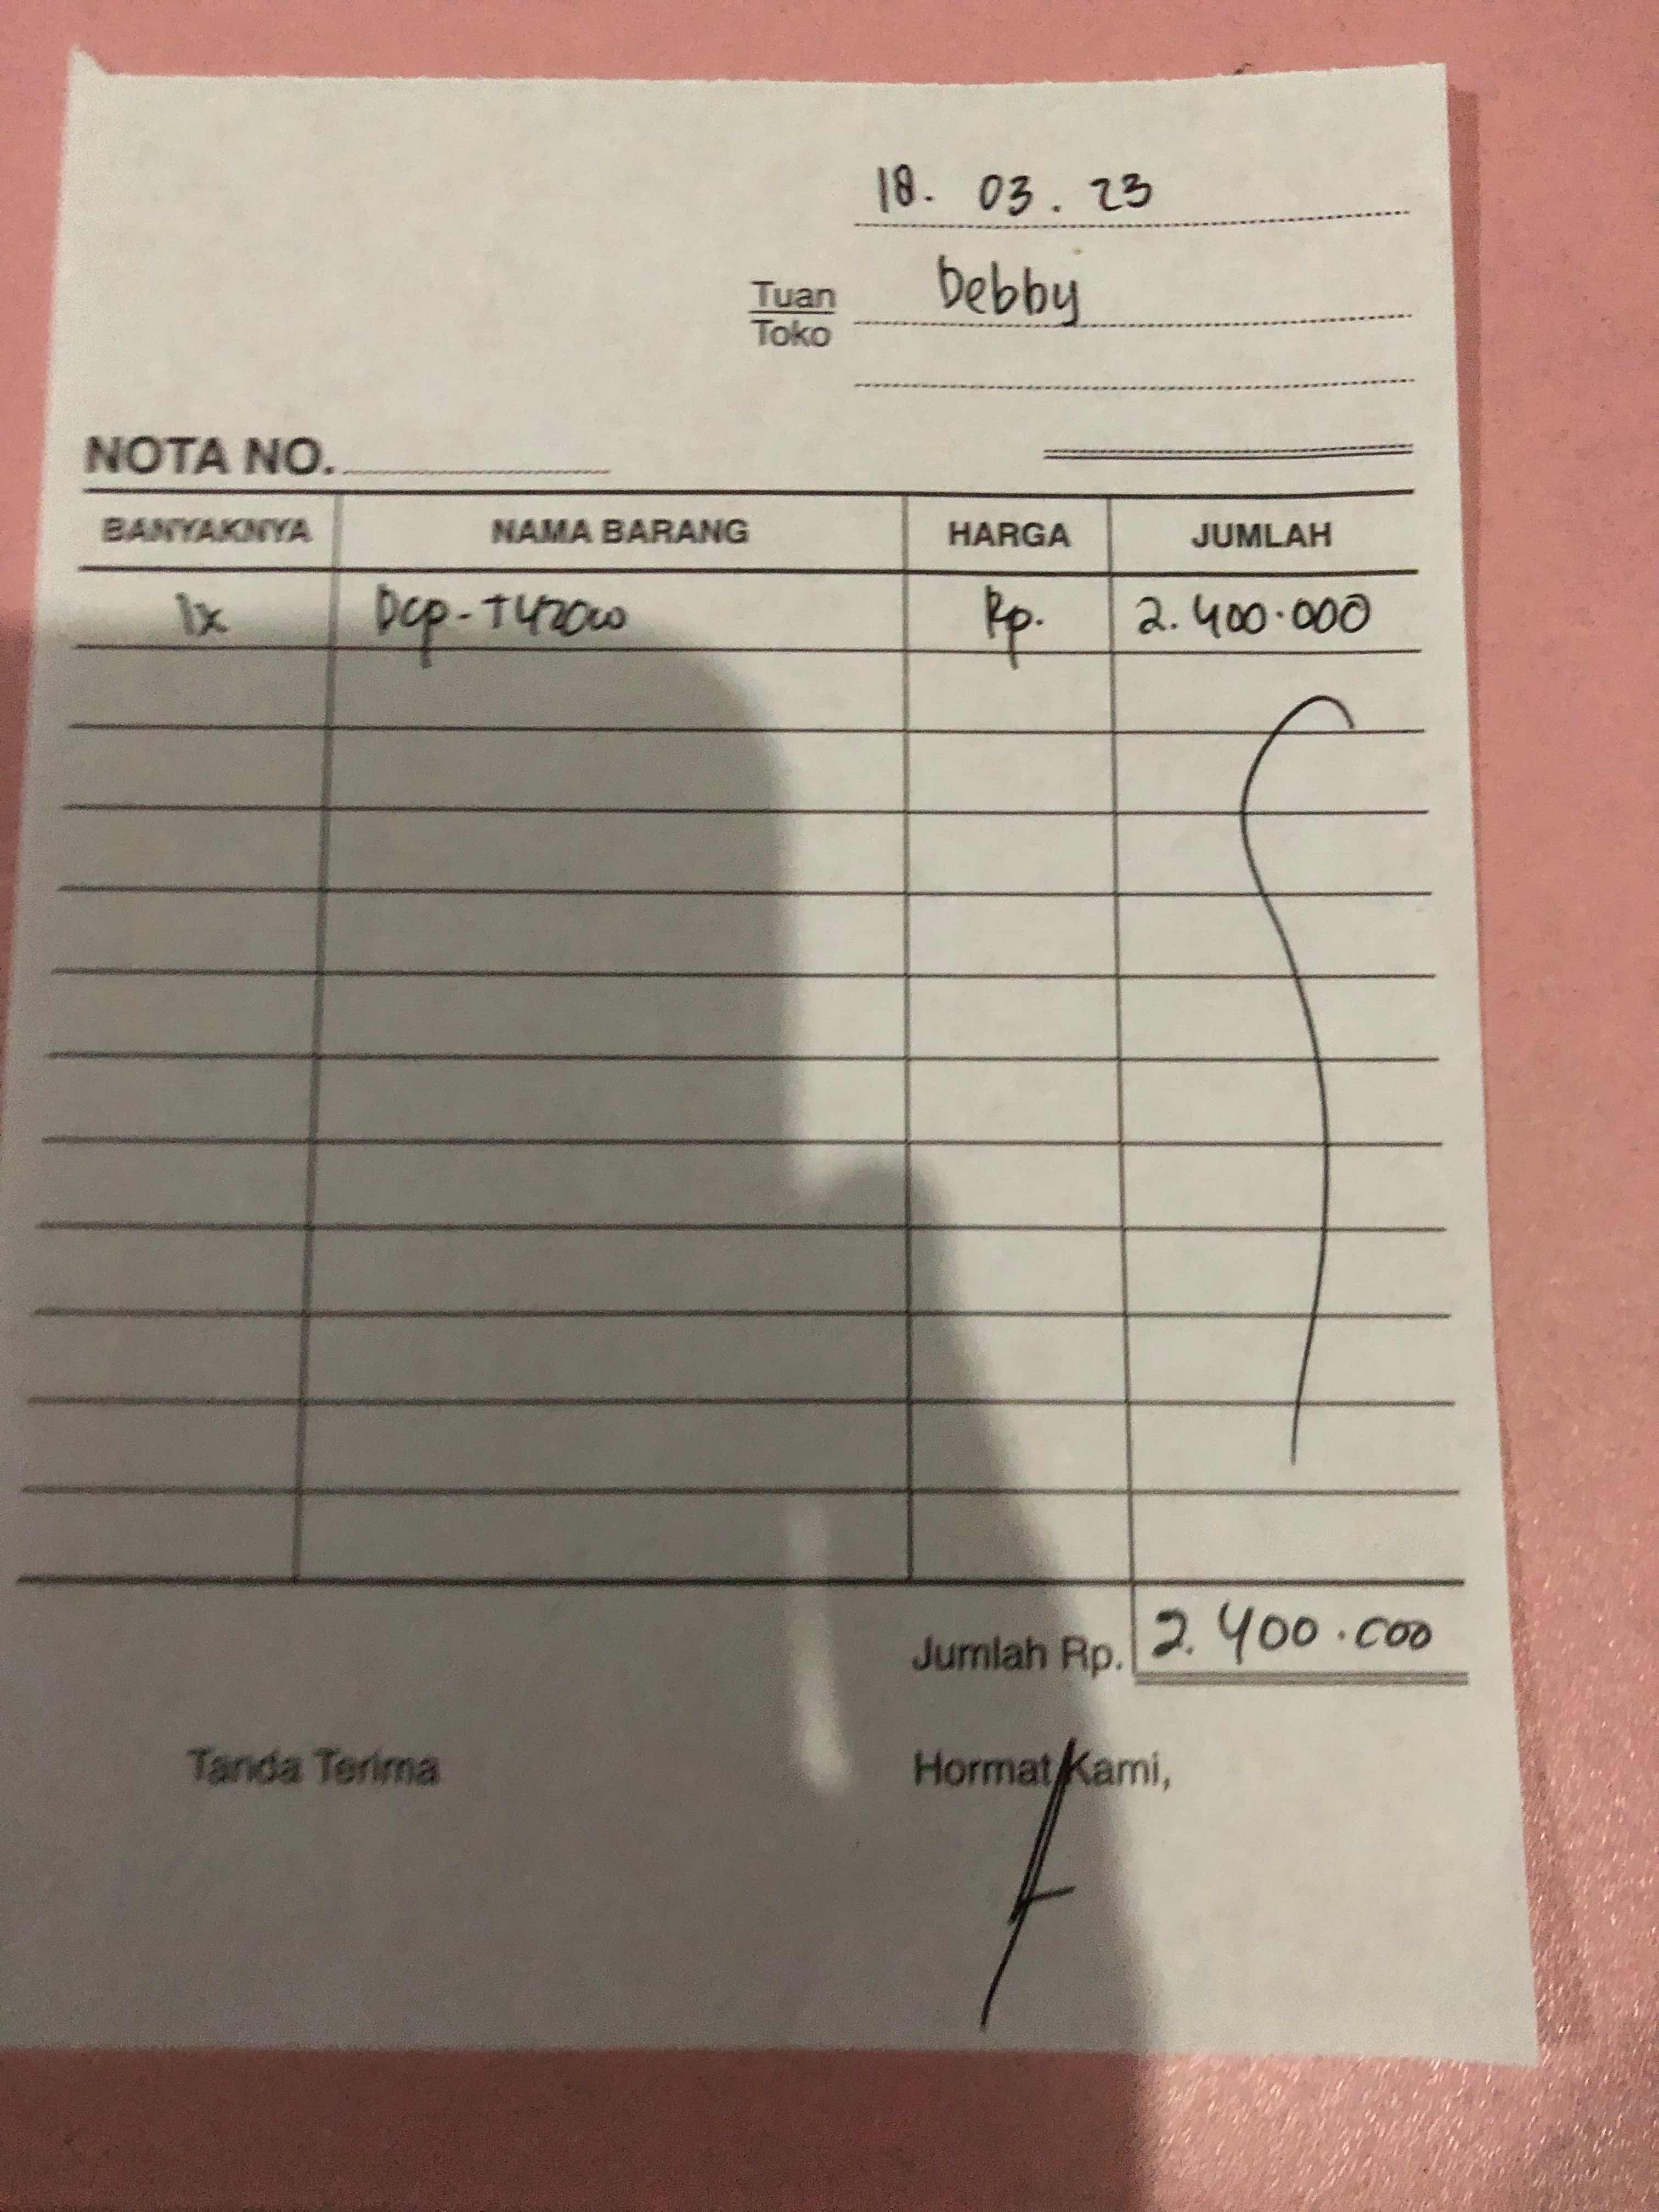 18. 03. 23
Tuan Debby
Toko
NOTA NO.
BANYAKNYA NAMA BARANG HARGA JUMLAH
1x Dcp-T420w Rp. 2.400.000
Jumlah Rp. 2.400.000
Tanda Terima Hormat Kami,